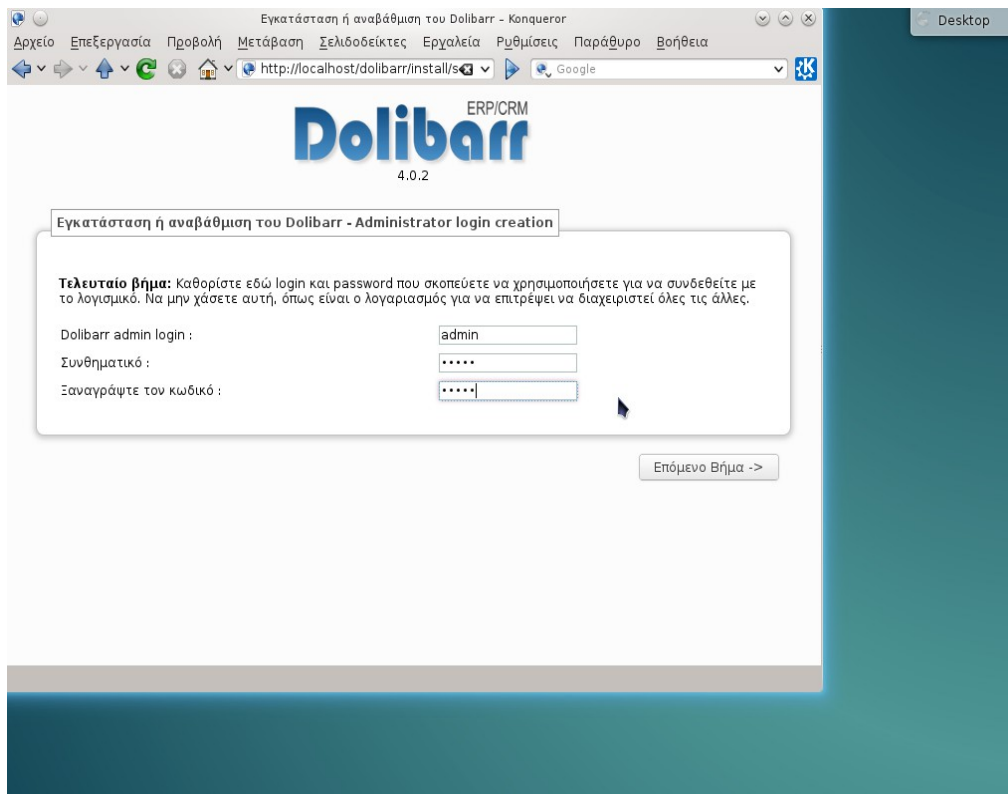 Εγκατάσταση ή αναβάθμιση του Dolibarr - Konqueror
Desktop
Αρχείο Επεξεργασία Προβολή Μετάβαση Σελιδοδείκτες Εργαλεία Ρυθμίσεις Παράθυρο Βοήθεια
http://localhost/dolibarr/install/s
Google
Dolibarr ERP/CRM
4.0.2
Εγκατάσταση ή αναβάθμιση του Dolibarr - Administrator login creation
Τελευταίο βήμα: Καθορίστε εδώ login και password που σκοπεύετε να χρησιμοποιήσετε για να συνδεθείτε με
το λογισμικό. Να μην χάσετε αυτή, όπως είναι ο λογαριασμός για να επιτρέψει να διαχειριστεί όλες τις άλλες.
Dolibarr admin login : admin
Συνθηματικό : •••••
Ξαναγράψτε τον κωδικό : •••••
Επόμενο Βήμα ->